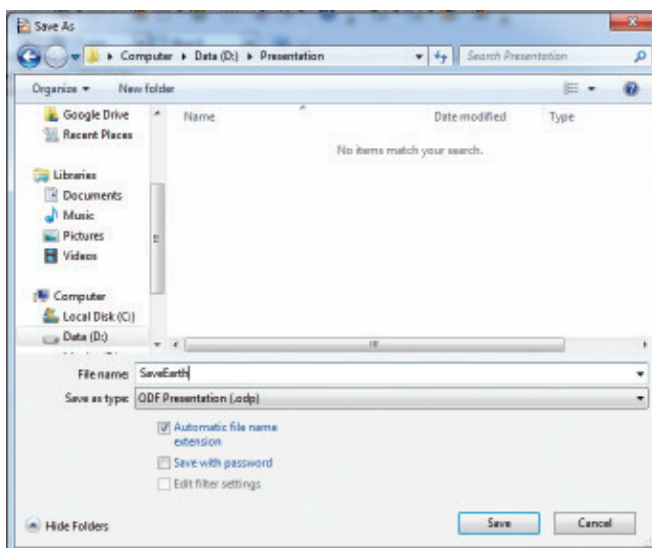 Save As
Computer Data (D:) Presentation Search Presentation
Organize New folder
Google Drive
Recent Places
Libraries
Documents
Music
Pictures
Videos
Computer
Local Disk (C:)
Data (D:)
Name Date modified Type
No items match your search.
File name: SaveEarth
Save as type: ODF Presentation (.odp)
Automatic file name
extension
Save with password
Edit filter settings
Hide Folders Save Cancel